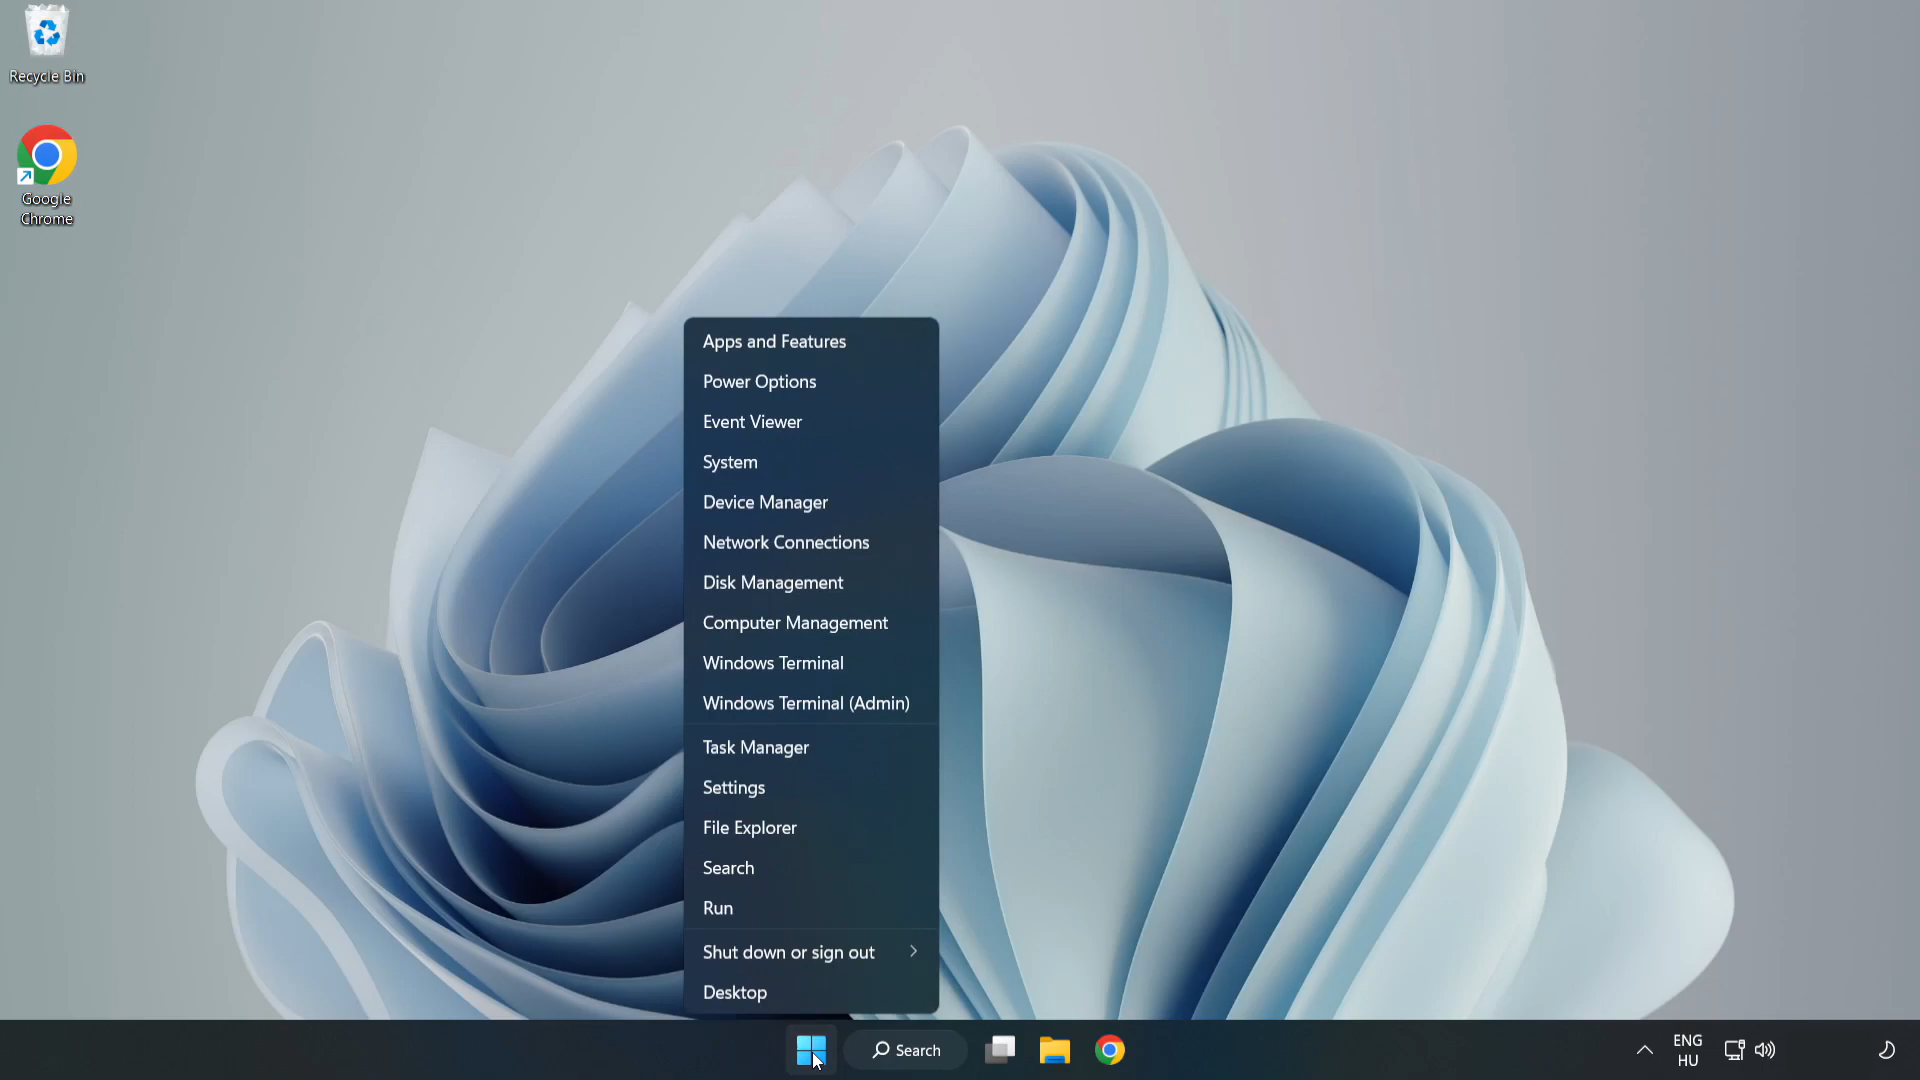 Recycle Bin
Google
Chrome
Apps and Features
Power Options
Event Viewer
System
Device Manager
Network Connections
Disk Management
Computer Management
Windows Terminal
Windows Terminal (Admin)
Task Manager
Settings
File Explorer
Search
Run
Shut down or sign out
Desktop
Search
ENG
HU